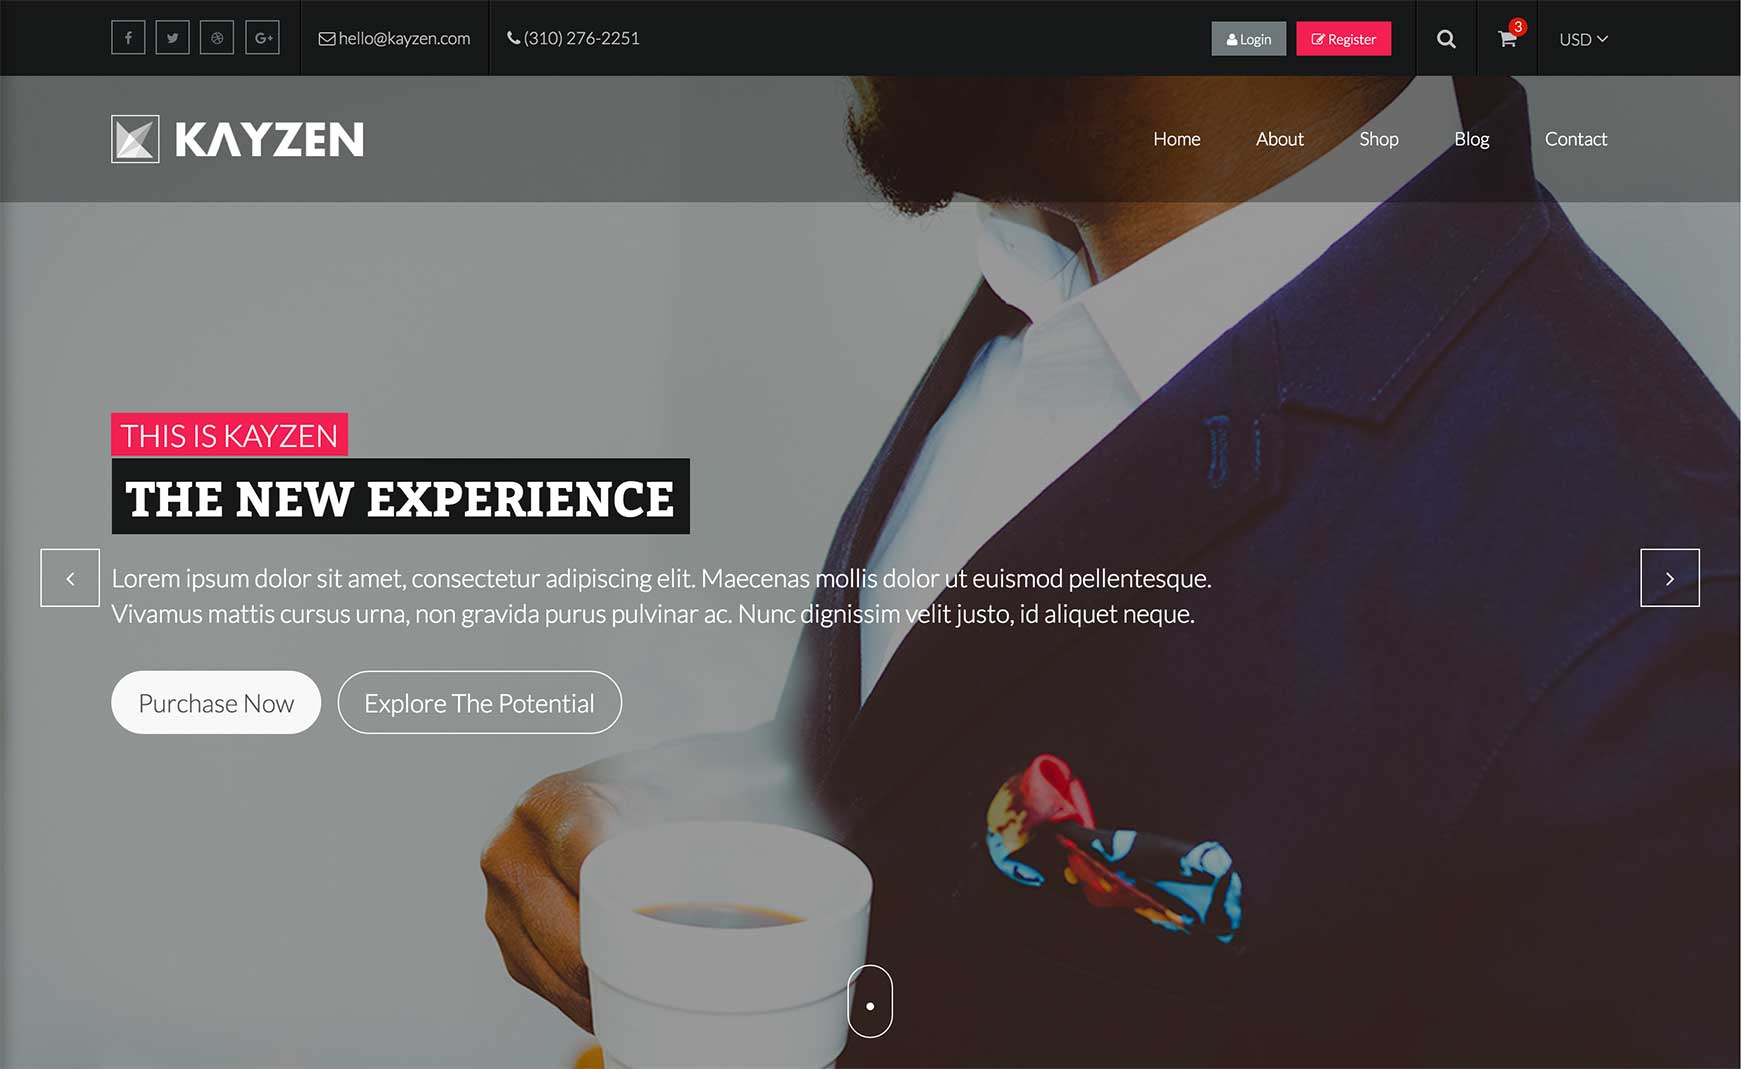 hello@kayzen.com
(310) 276-2251
Login
Register
3
USD
KAYZEN
Home
About
Shop
Blog
Contact
THIS IS KAYZEN
THE NEW EXPERIENCE
Lorem ipsum dolor sit amet, consectetur adipiscing elit. Maecenas mollis dolor ut euismod pellentesque.
Vivamus mattis cursus urna, non gravida purus pulvinar ac. Nunc dignissim velit justo, id aliquet neque.
Purchase Now
Explore The Potential